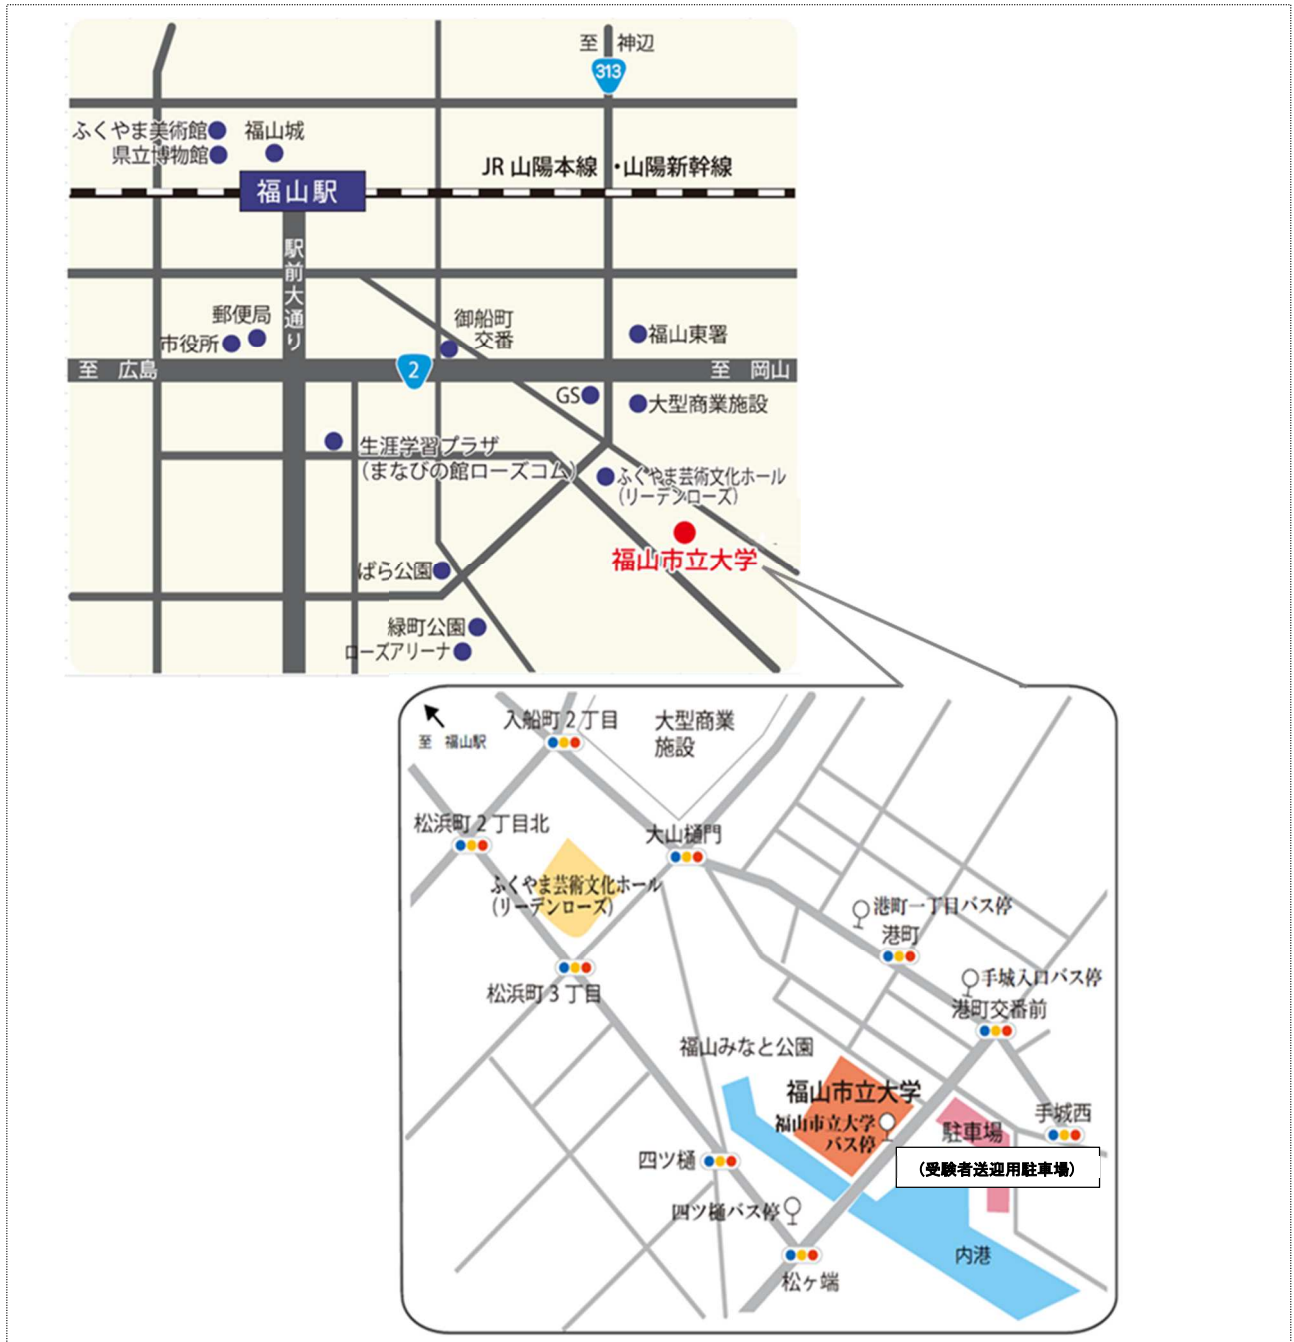 至 神辺
313
ふくやま美術館
福山城
県立博物館
JR 山陽本線 ・山陽新幹線
福山駅
駅前大通り
郵便局
市役所
御船町
交番
福山東署
至 広島
2
至 岡山
GS
大型商業施設
生涯学習プラザ
(まなびの館ローズコム)
ふくやま芸術文化ホール
(リーデンローズ)
福山市立大学
ばら公園
緑町公園
ローズアリーナ
至 福山駅
入船町2丁目
大型商業
施設
松浜町2丁目北
大山樋門
ふくやま芸術文化ホール
(リーデンローズ)
港町一丁目バス停
港町
手城入口バス停
松浜町3丁目
港町交番前
福山みなと公園
福山市立大学
福山市立大学
バス停
駐車場
手城西
(受験者送迎用駐車場)
四ツ樋
四ツ樋バス停
内港
松ヶ端